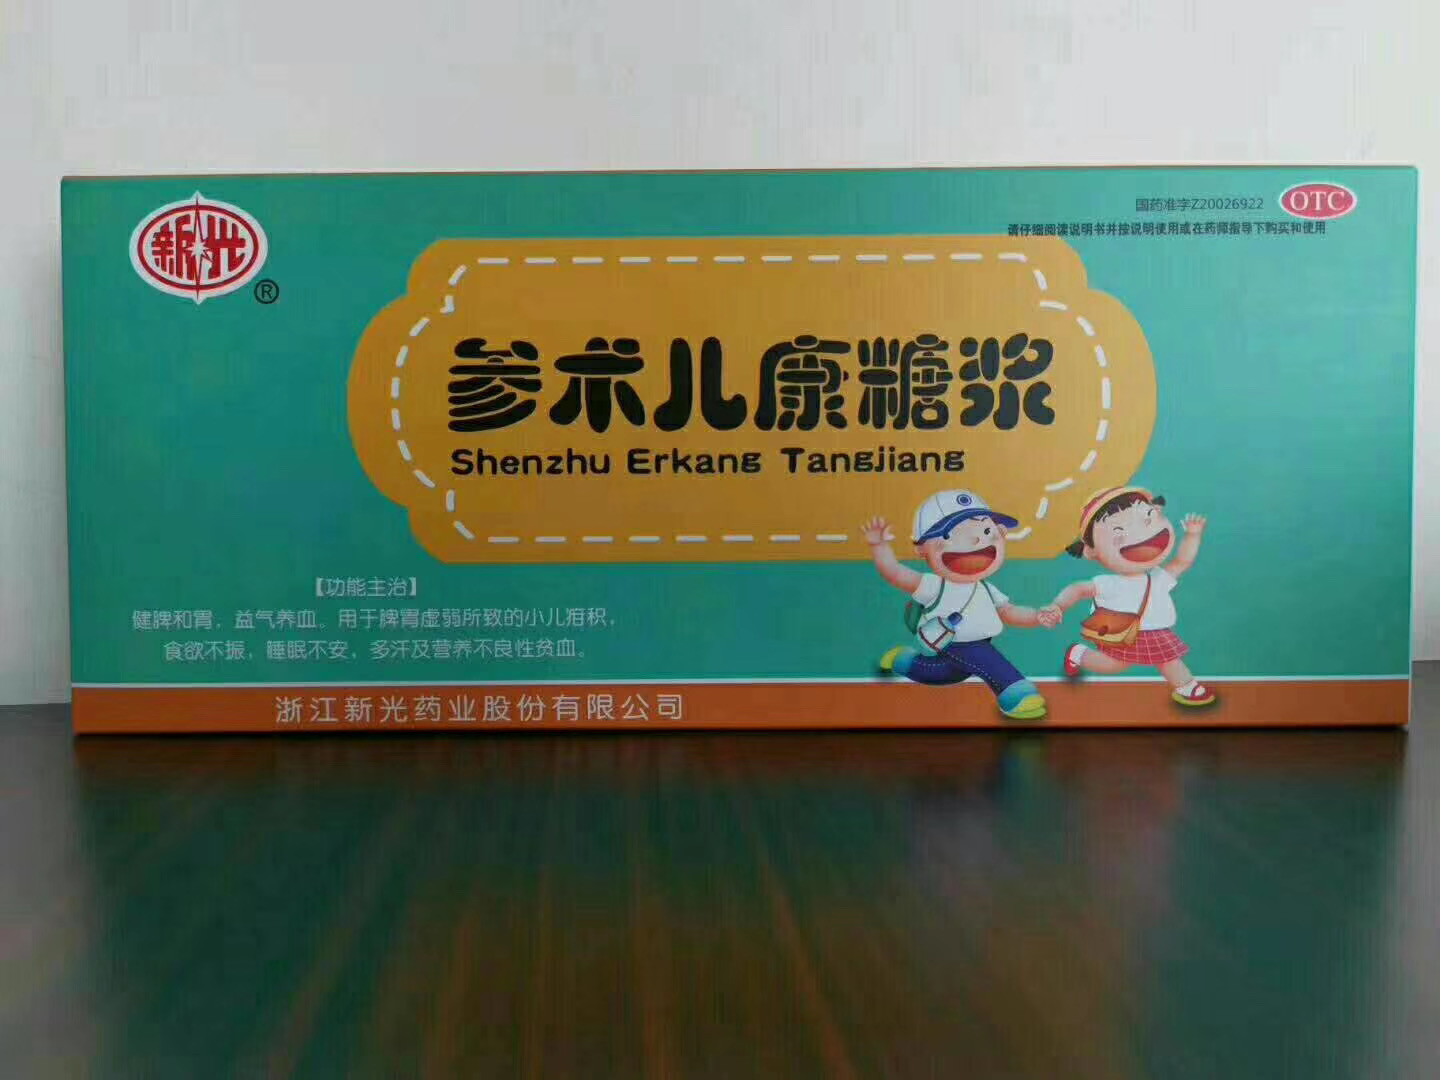 新光
®
国药准字Z20026922
OTC
请仔细阅读说明书并按说明使用或在药师指导下购买和使用
参术儿康糖浆
Shenzhu Erkang Tangjiang
【功能主治】
健脾和胃，益气养血。用于脾胃虚弱所致的小儿疳积，
食欲不振，睡眠不安，多汗及营养不良性贫血。
浙江新光药业股份有限公司